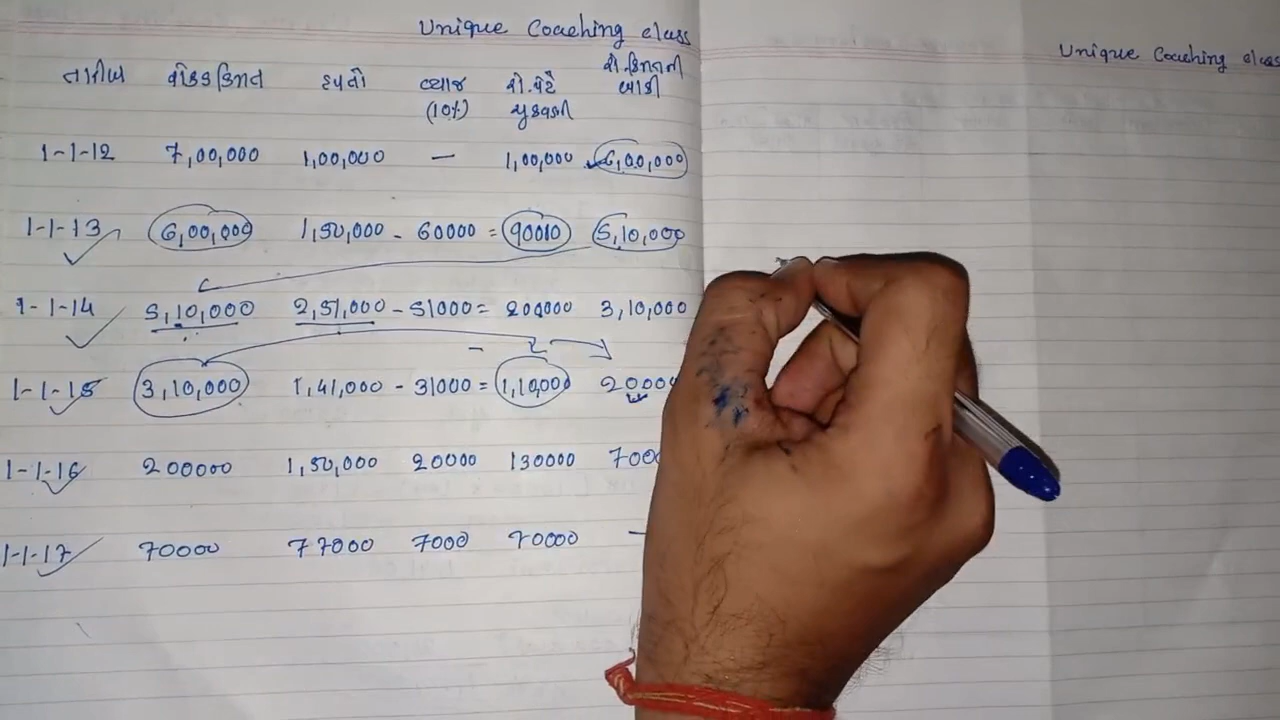 Unique Coaching class
Unique Coaching class
તારીખ રોકડકિંમત હપતો વ્યાજ રો.પેટે રો.કિંમતની
(10%) ચુકવણી બાકી
1-1-12 7,00,000 1,00,000 — 1,00,000 6,00,000
1-1-13 6,00,000 1,50,000 - 60000 = 90000 5,10,000
1-1-14 5,10,000 2,51,000 - 51000 = 200000 3,10,000
1-1-15 3,10,000 1,41,000 - 31000 = 1,10,000 20000
1-1-16 200000 1,50,000 20000 130000 7000
1-1-17 70000 77000 7000 70000 —